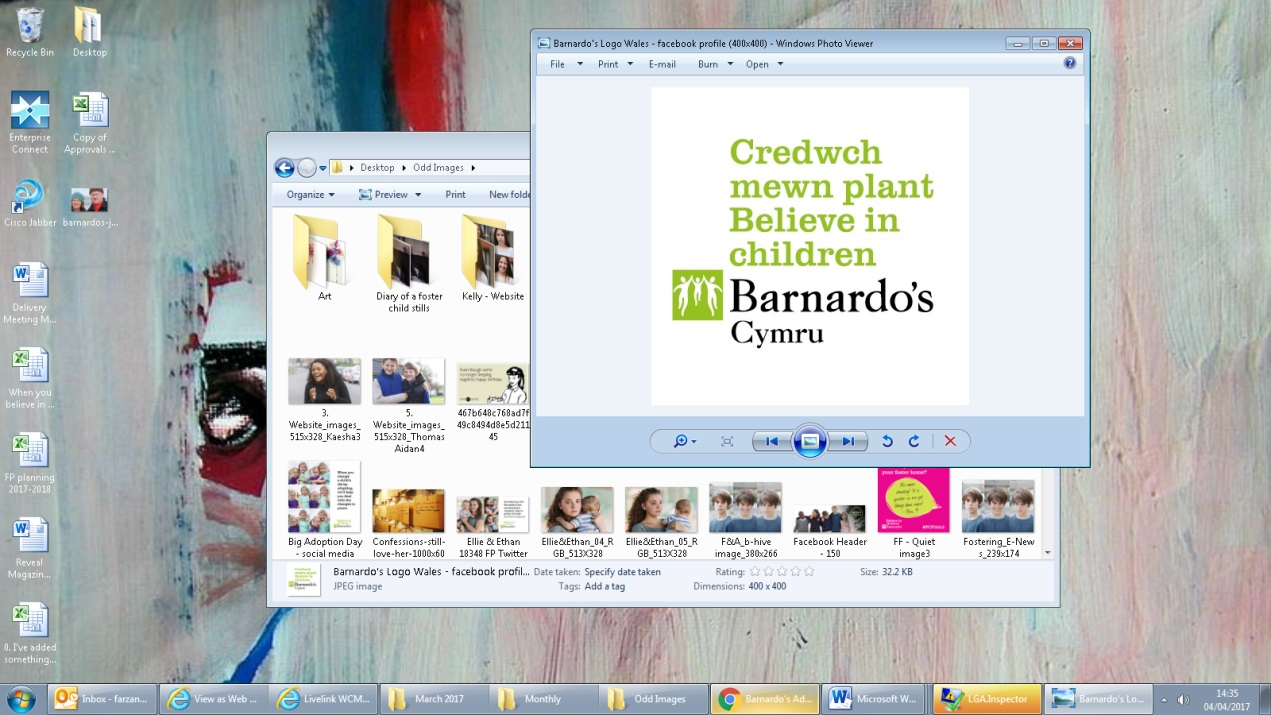 Recycle Bin
Desktop
Enterprise
Connect
Copy of
Approvals ...
Cisco Jabber
barnardos-j...
Delivery
Meeting M...
When you
believe in ...
FP planning
2017-2018
Reveal
Magazin...
0. I've added
something...
Barnardo's Logo Wales - facebook profile (400x400) - Windows Photo Viewer
File
Print
E-mail
Burn
Open
Credwch
mewn plant
Believe in
children
Barnardo's
Cymru
Desktop
Odd Images
Organize
Preview
Print
New folde
Art
Diary of a foster
child stills
Kelly - Website
3.
Website_images_
515x328_Kaesha3
5.
Website_images_
515x328_Thomas
Aidan4
467b648c768ad7f
49c8494d8e5d211
45
Big Adoption Day
- social media
Confessions-still-
love-her-1000x60
Ellie & Ethan
18348 FP Twitter
Ellie&Ethan_04_R
GB_513X328
Ellie&Ethan_05_R
GB_513X328
F&A_b-hive
image_380x266
Facebook Header
- 150
your foster home?
FF - Quiet
image3
Fostering_E-New
s_239x174
Barnardo's Logo Wales - facebook profil...
JPEG image
Date taken: Specify date taken
Tags: Add a tag
Rating:
Dimensions: 400 x 400
Size: 32.2 KB
Inbox - farzan...
View as Web ...
Livelink WCM...
March 2017
Monthly
Odd Images
Barnardo's Ad...
Microsoft W...
LGA.Inspector
Barnardo's Lo...
14:35
04/04/2017